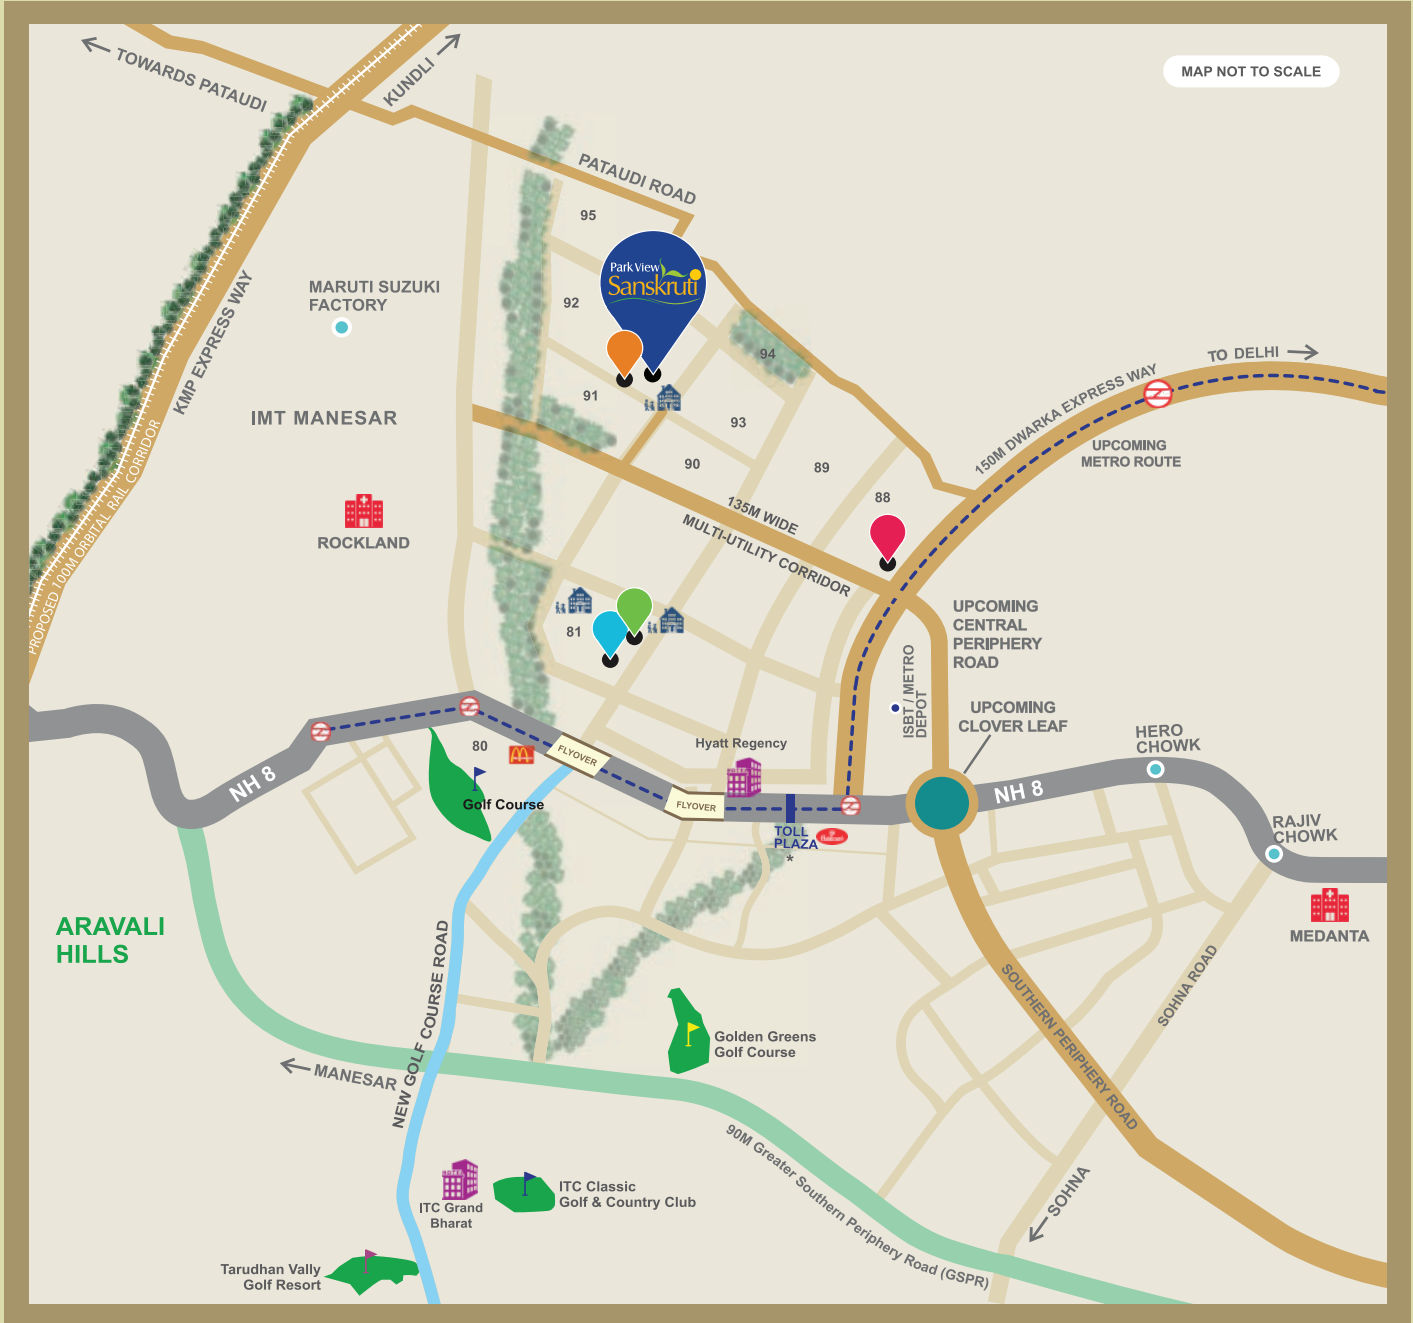 MAP NOT TO SCALE
TOWARDS PATAUDI
KUNDLI
PATAUDI ROAD
95
Park View
Sanskruti
MARUTI SUZUKI
FACTORY
92
94
KMP EXPRESS WAY
TO DELHI
150M DWARKA EXPRESS WAY
91
IMT MANESAR
93
UPCOMING
METRO ROUTE
90
89
88
135M WIDE
MULTI-UTILITY CORRIDOR
ROCKLAND
PROPOSED 100M ORBITAL RAIL CORRIDOR
81
UPCOMING
CENTRAL
PERIPHERY
ROAD
ISBT / METRO
DEPOT
UPCOMING
CLOVER LEAF
HERO
CHOWK
80
FLYOVER
Hyatt Regency
NH 8
Golf Course
FLYOVER
NH 8
TOLL
PLAZA
*
RAJIV
CHOWK
ARAVALI
HILLS
MEDANTA
NEW GOLF COURSE ROAD
SOHNA ROAD
SOUTHERN PERIPHERY ROAD
Golden Greens
Golf Course
MANESAR
90M Greater Southern Periphery Road (GSPR)
SOHNA
ITC Grand
Bharat
ITC Classic
Golf & Country Club
Tarudhan Vally
Golf Resort